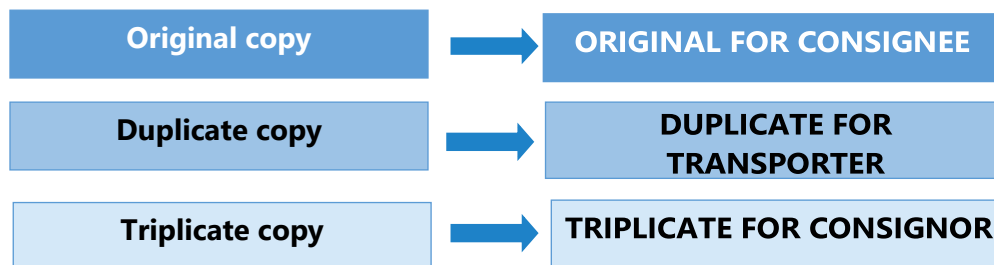 Original copy
ORIGINAL FOR CONSIGNEE
Duplicate copy
DUPLICATE FOR
TRANSPORTER
Triplicate copy
TRIPLICATE FOR CONSIGNOR